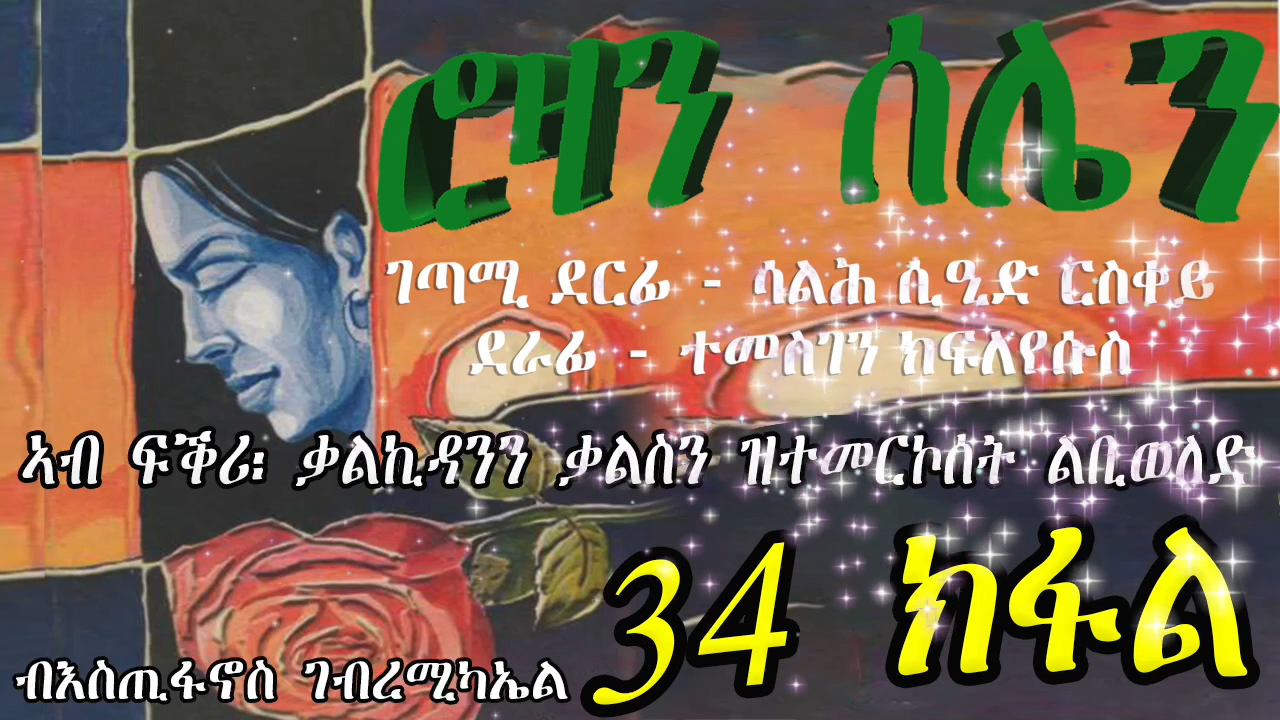 ሮዛን ሰሌን
ገጣሚ ደርፊ - ሳልሕ ሲዒድ ርስቀይ
ደራፊ - ተመስገን ክፍለየሱስ
ኣብ ፍቕሪ፡ ቃልኪዳንን ቃልስን ዝተመርኮሰት ልቢወለድ
34 ክፋል
ብእስጢፋኖስ ገብረሚካኤል